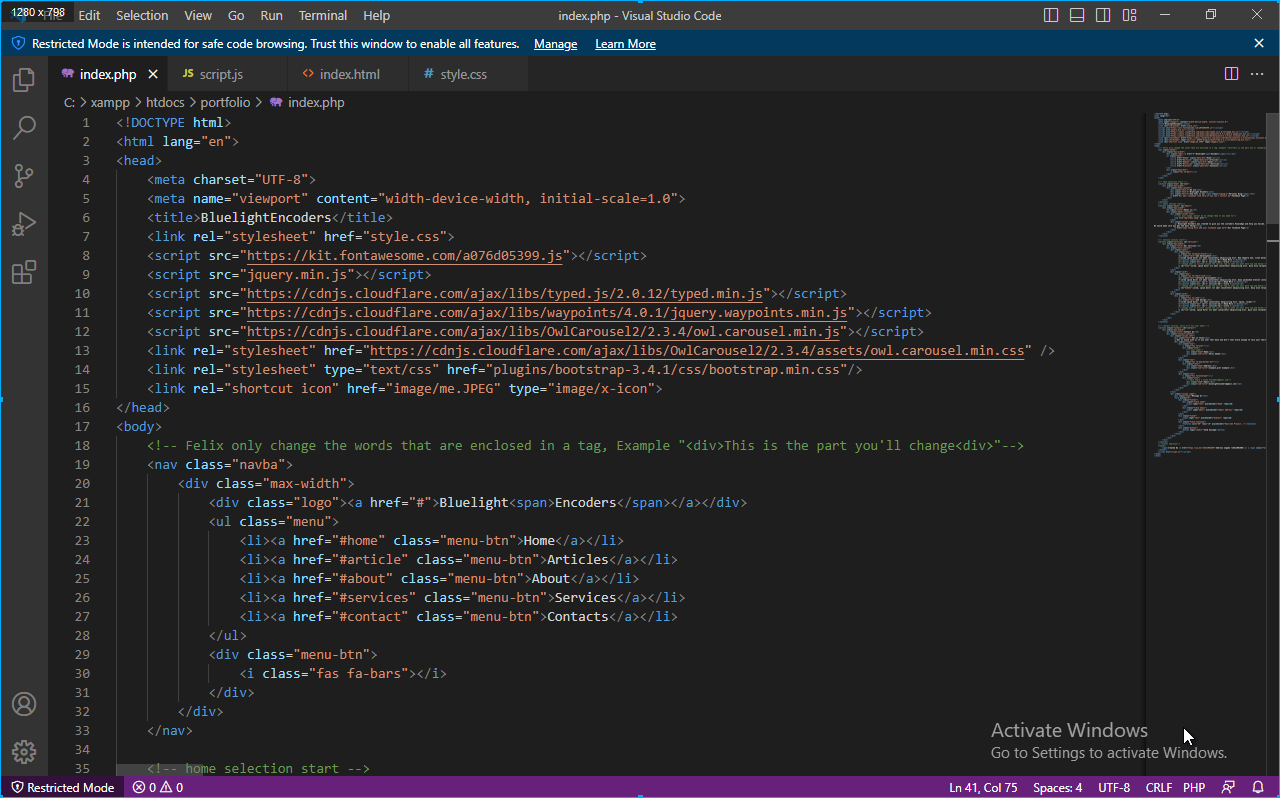 1280 x 798
Edit Selection View Go Run Terminal Help index.php - Visual Studio Code
Restricted Mode is intended for safe code browsing. Trust this window to enable all features. Manage Learn More
index.php JS script.js <> index.html # style.css
C: > xampp > htdocs > portfolio > index.php
1 <!DOCTYPE html>
2 <html lang="en">
3 <head>
4 <meta charset="UTF-8">
5 <meta name="viewport" content="width-device-width, initial-scale=1.0">
6 <title>BluelightEncoders</title>
7 <link rel="stylesheet" href="style.css">
8 <script src="https://kit.fontawesome.com/a076d05399.js"></script>
9 <script src="jquery.min.js"></script>
10 <script src="https://cdnjs.cloudflare.com/ajax/libs/typed.js/2.0.12/typed.min.js"></script>
11 <script src="https://cdnjs.cloudflare.com/ajax/libs/waypoints/4.0.1/jquery.waypoints.min.js"></script>
12 <script src="https://cdnjs.cloudflare.com/ajax/libs/OwlCarousel2/2.3.4/owl.carousel.min.js"></script>
13 <link rel="stylesheet" href="https://cdnjs.cloudflare.com/ajax/libs/OwlCarousel2/2.3.4/assets/owl.carousel.min.css" />
14 <link rel="stylesheet" type="text/css" href="plugins/bootstrap-3.4.1/css/bootstrap.min.css"/>
15 <link rel="shortcut icon" href="image/me.JPEG" type="image/x-icon">
16 </head>
17 <body>
18 <!-- Felix only change the words that are enclosed in a tag, Example "<div>This is the part you'll change<div>"-->
19 <nav class="navba">
20 <div class="max-width">
21 <div class="logo"><a href="#">Bluelight<span>Encoders</span></a></div>
22 <ul class="menu">
23 <li><a href="#home" class="menu-btn">Home</a></li>
24 <li><a href="#article" class="menu-btn">Articles</a></li>
25 <li><a href="#about" class="menu-btn">About</a></li>
26 <li><a href="#services" class="menu-btn">Services</a></li>
27 <li><a href="#contact" class="menu-btn">Contacts</a></li>
28 </ul>
29 <div class="menu-btn">
30 <i class="fas fa-bars"></i>
31 </div>
32 </div>
33 </nav>
34
35 <!-- home selection start -->
Activate Windows
Go to Settings to activate Windows.
Restricted Mode 0 0 Ln 41, Col 75 Spaces: 4 UTF-8 CRLF PHP